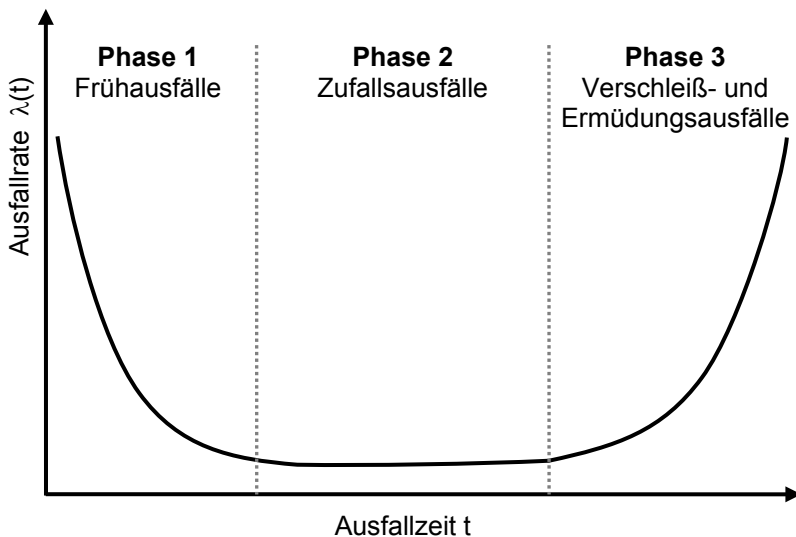 Phase 1
Frühausfälle
Phase 2
Zufallsausfälle
Phase 3
Verschleiß- und
Ermüdungsausfälle
Ausfallrate λ(t)
Ausfallzeit t